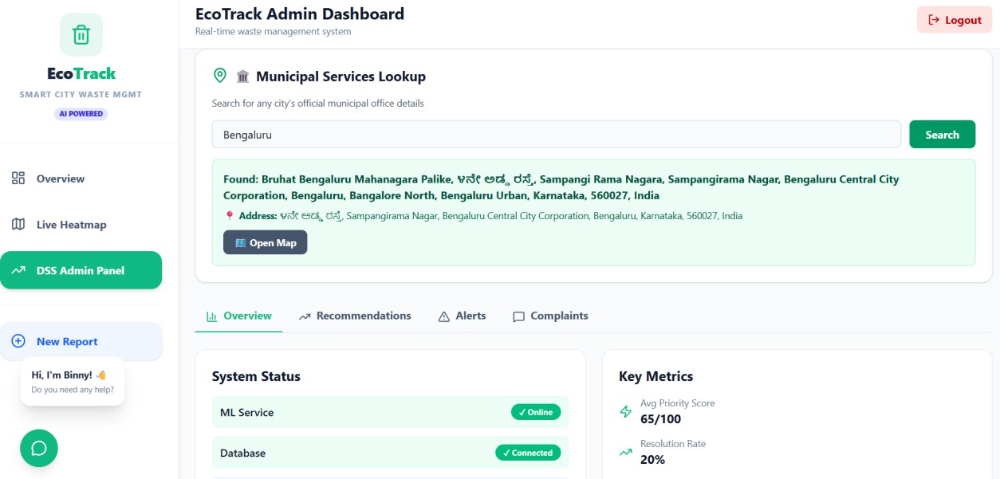 EcoTrack
SMART CITY WASTE MGMT
AI POWERED
Overview
Live Heatmap
DSS Admin Panel
New Report
Hi, I'm Binny! 👋
Do you need any help?
EcoTrack Admin Dashboard
Real-time waste management system
Logout
🏛️ Municipal Services Lookup
Search for any city's official municipal office details
Bengaluru
Search
Found: Bruhat Bengaluru Mahanagara Palike, ೪ನೇ ಅಡ್ಡ ರಸ್ತೆ, Sampangi Rama Nagara, Sampangirama Nagar, Bengaluru Central City
Corporation, Bengaluru, Bangalore North, Bengaluru Urban, Karnataka, 560027, India
📍 Address: ೪ನೇ ಅಡ್ಡ ರಸ್ತೆ, Sampangirama Nagar, Bengaluru Central City Corporation, Bengaluru, Karnataka, 560027, India
🗺️ Open Map
Overview
Recommendations
Alerts
Complaints
System Status
ML Service
✓ Online
Database
✓ Connected
Key Metrics
Avg Priority Score
65/100
Resolution Rate
20%